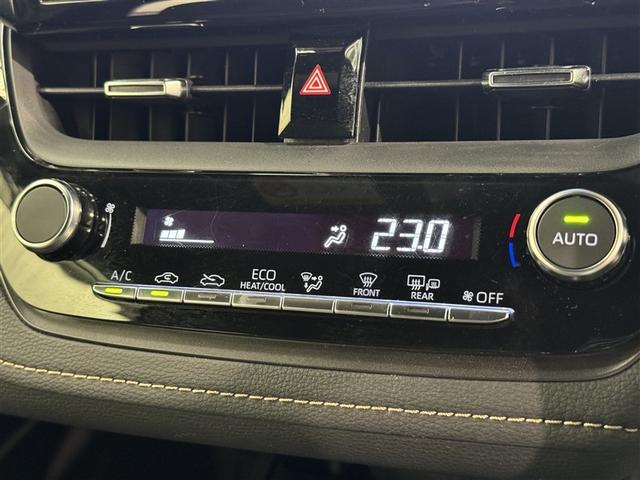 23.0
AUTO
A/C
ECO
HEAT/COOL
FRONT
REAR
OFF